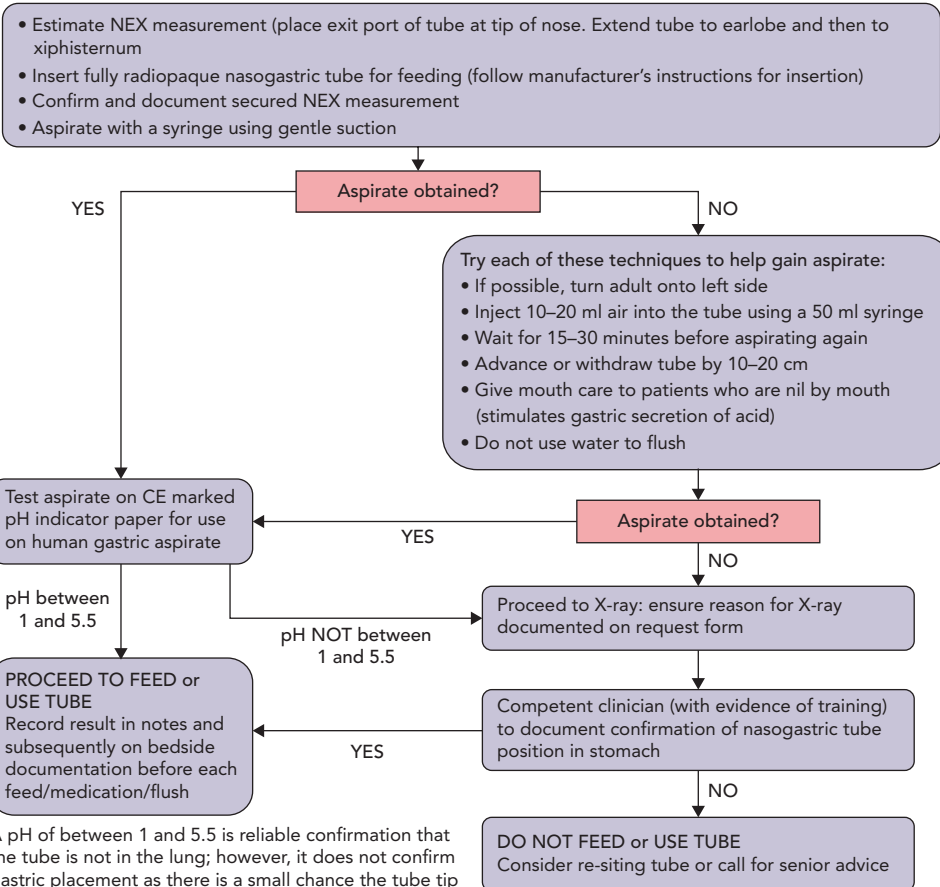 • Estimate NEX measurement (place exit port of tube at tip of nose. Extend tube to earlobe and then to
xiphisternum
• Insert fully radiopaque nasogastric tube for feeding (follow manufacturer's instructions for insertion)
• Confirm and document secured NEX measurement
• Aspirate with a syringe using gentle suction
Aspirate obtained?
YES
NO
Try each of these techniques to help gain aspirate:
• If possible, turn adult onto left side
• Inject 10–20 ml air into the tube using a 50 ml syringe
• Wait for 15–30 minutes before aspirating again
• Advance or withdraw tube by 10–20 cm
• Give mouth care to patients who are nil by mouth
(stimulates gastric secretion of acid)
• Do not use water to flush
Test aspirate on CE marked
pH indicator paper for use
on human gastric aspirate
YES
Aspirate obtained?
NO
pH between
1 and 5.5
pH NOT between
1 and 5.5
Proceed to X-ray: ensure reason for X-ray
documented on request form
PROCEED TO FEED or
USE TUBE
Record result in notes and
subsequently on bedside
documentation before each
feed/medication/flush
YES
Competent clinician (with evidence of training)
to document confirmation of nasogastric tube
position in stomach
NO
A pH of between 1 and 5.5 is reliable confirmation that
the tube is not in the lung; however, it does not confirm
gastric placement as there is a small chance the tube tip
DO NOT FEED or USE TUBE
Consider re-siting tube or call for senior advice